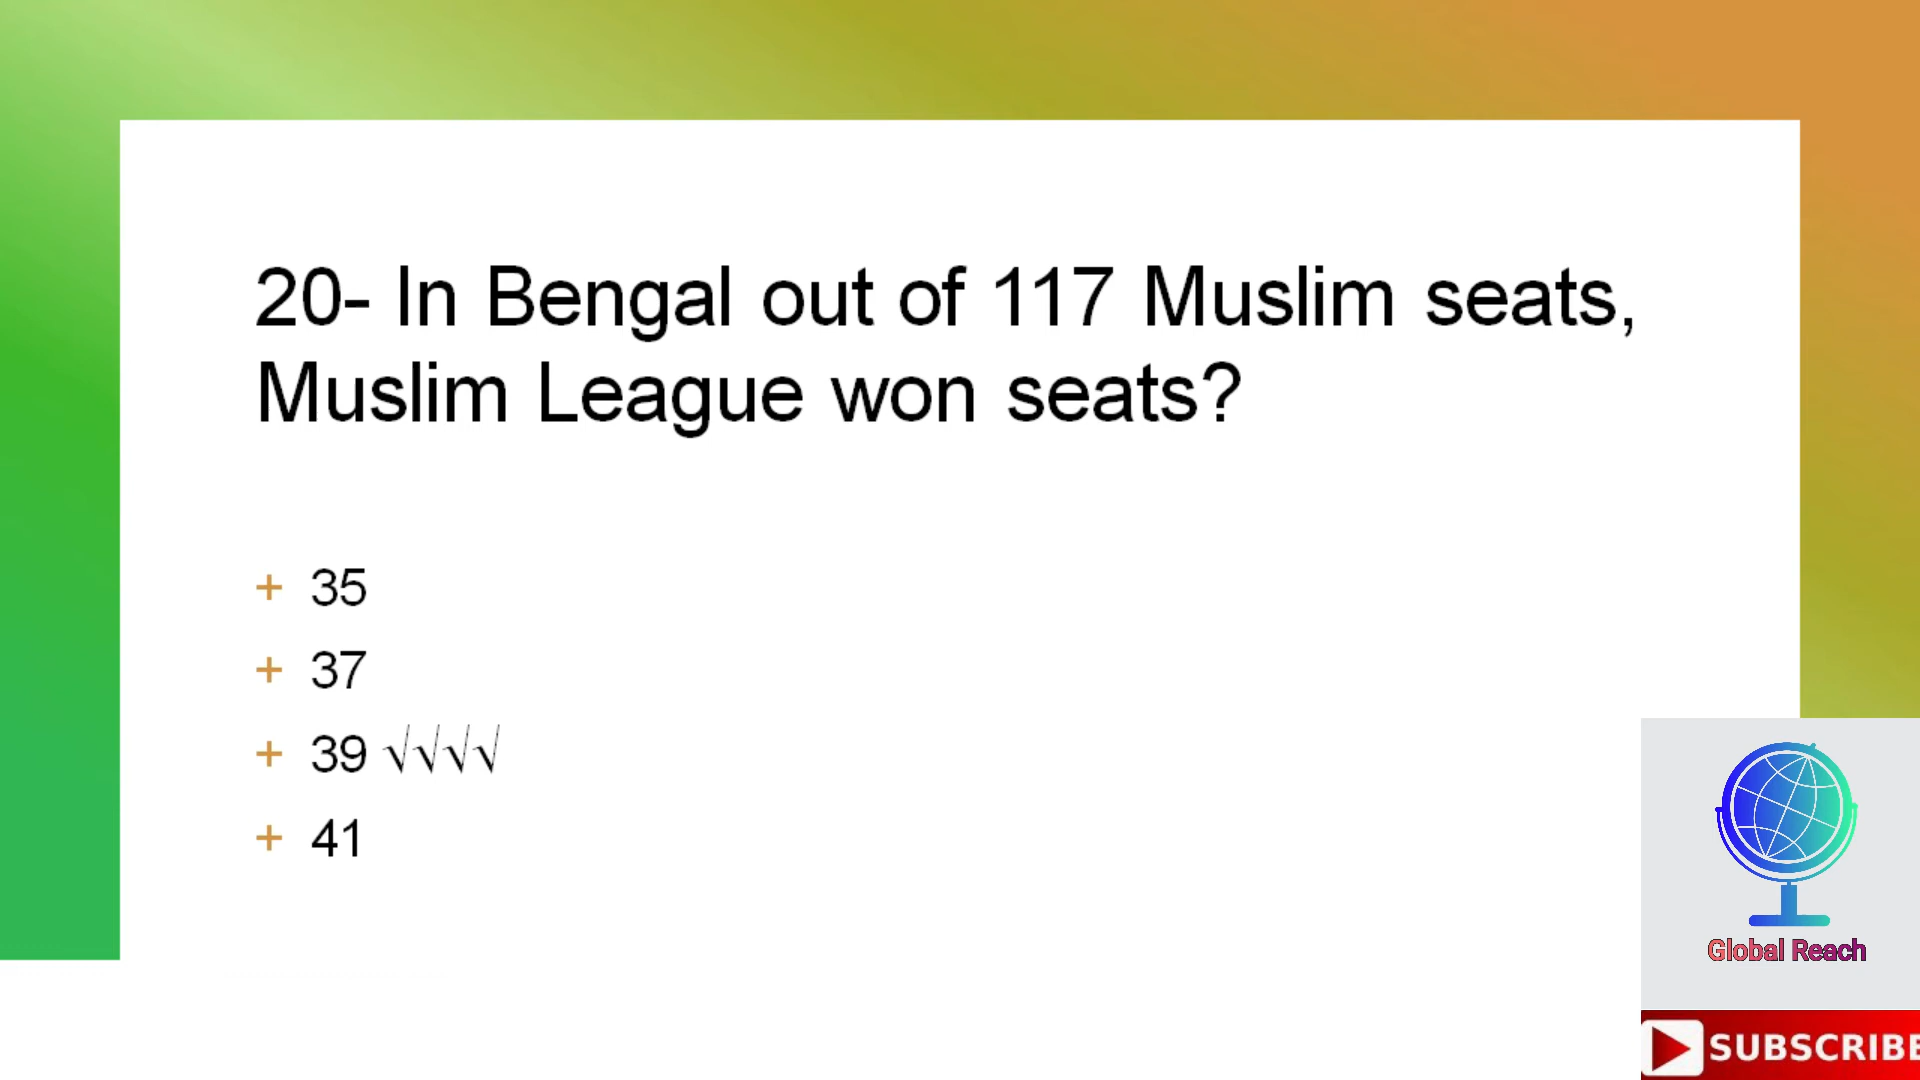 20- In Bengal out of 117 Muslim seats,
Muslim League won seats?
+ 35
+ 37
+ 39 √√√√
+ 41
Global Reach
SUBSCRIBE